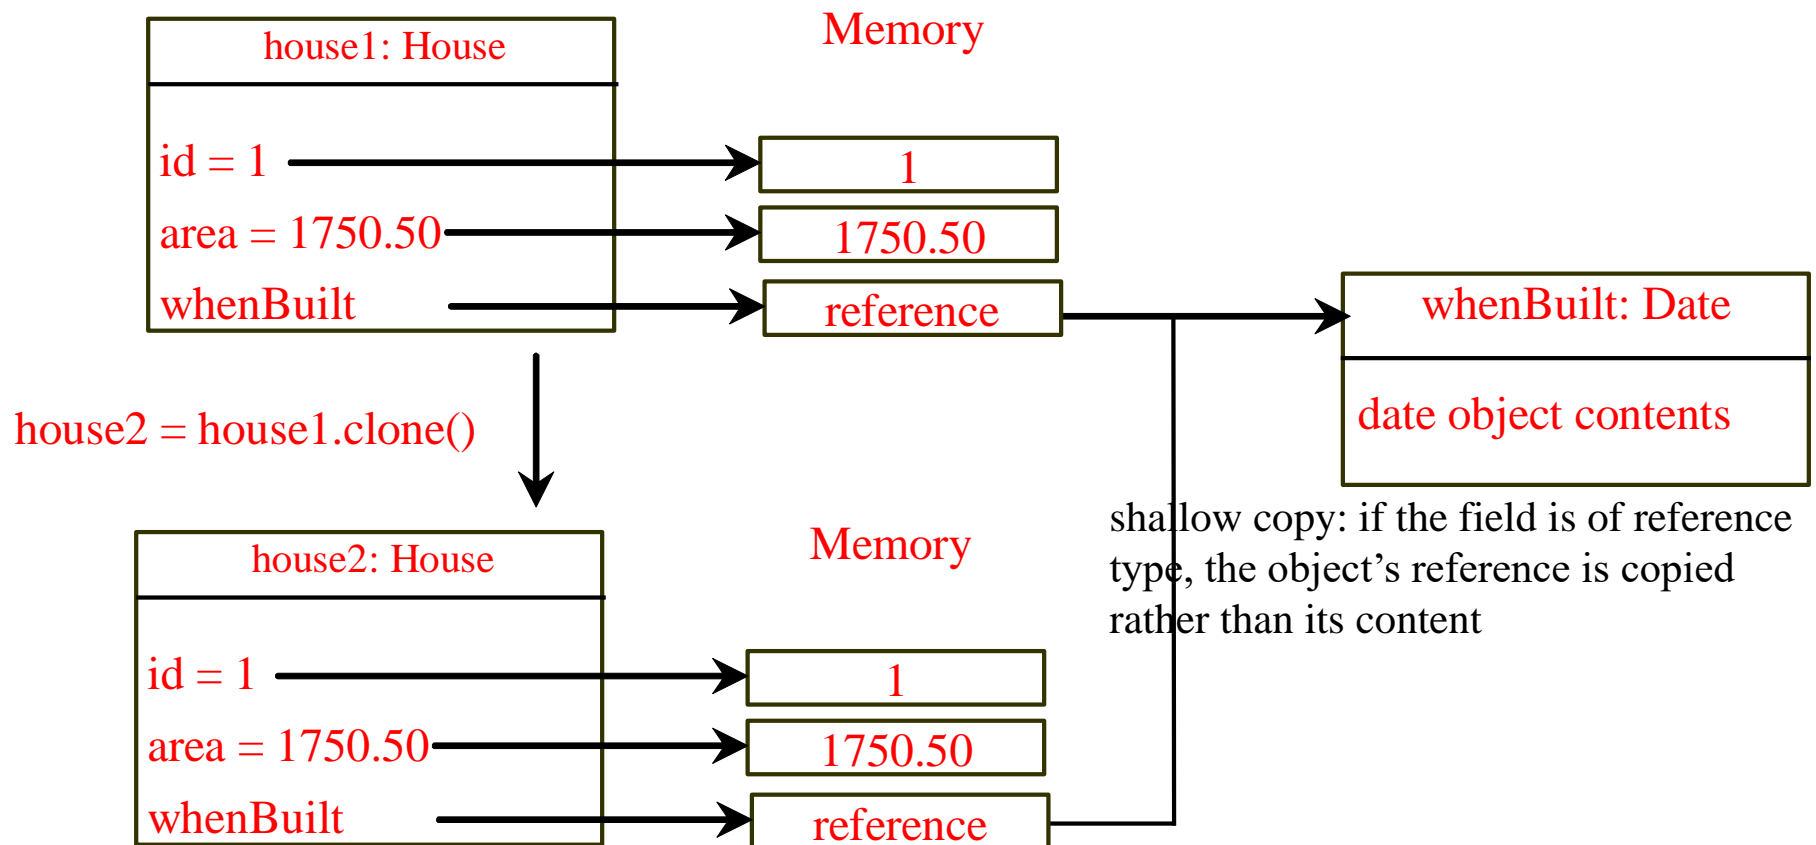 house1: House
Memory
id = 1
1
area = 1750.50
1750.50
whenBuilt
reference
whenBuilt: Date
date object contents
house2 = house1.clone()
shallow copy: if the field is of reference
type, the object’s reference is copied
rather than its content
house2: House
Memory
id = 1
1
area = 1750.50
1750.50
whenBuilt
reference